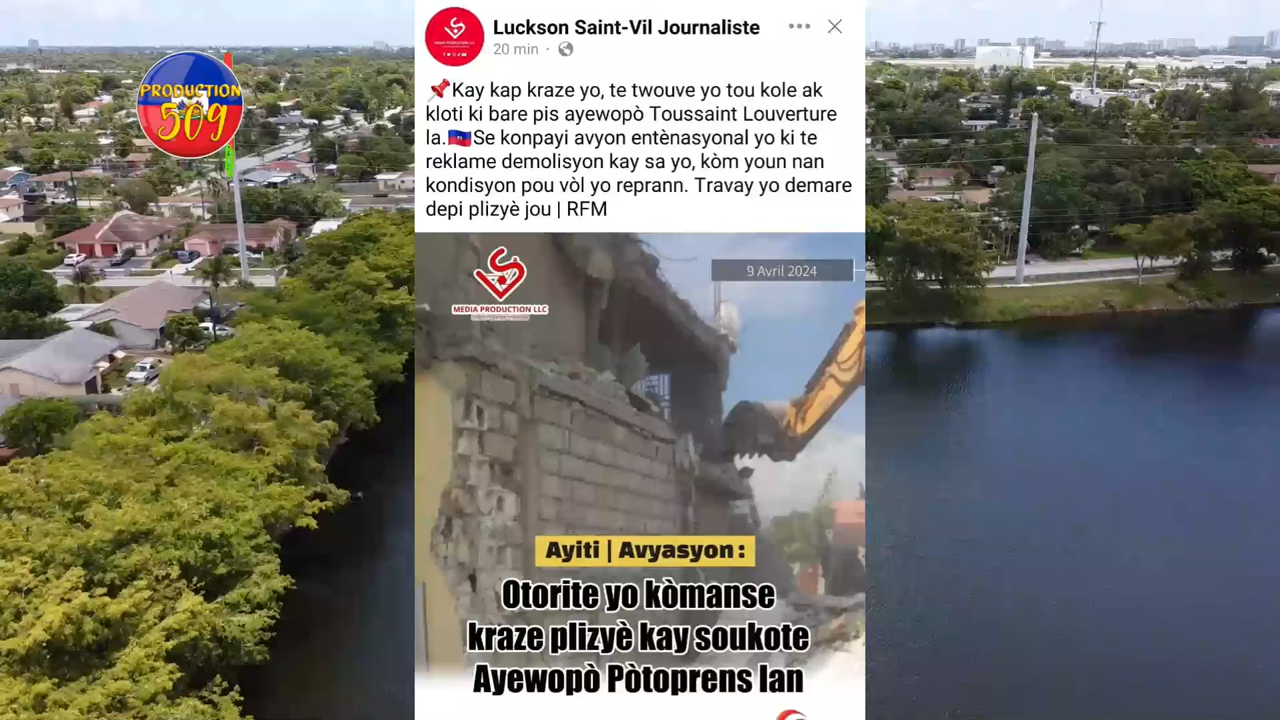 PRODUCTION
509
Luckson Saint-Vil Journaliste
20 min ·
📌Kay kap kraze yo, te twouve yo tou kole ak
kloti ki bare pis ayewopò Toussaint Louverture
la.🇭🇹Se konpayi avyon entènasyonal yo ki te
reklame demolisyon kay sa yo, kòm youn nan
kondisyon pou vòl yo reprann. Travay yo demare
depi plizyè jou | RFM
9 Avril 2024
MEDIA PRODUCTION LLC
Ayiti | Avyasyon :
Otorite yo kòmanse
kraze plizyè kay soukote
Ayewopò Pòtoprens lan